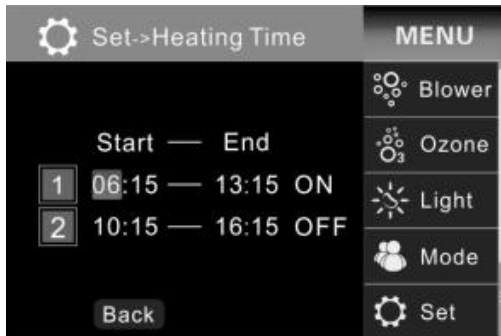 Set->Heating Time
Start — End
1 06:15 — 13:15 ON
2 10:15 — 16:15 OFF
Back
MENU
Blower
O3 Ozone
Light
Mode
Set